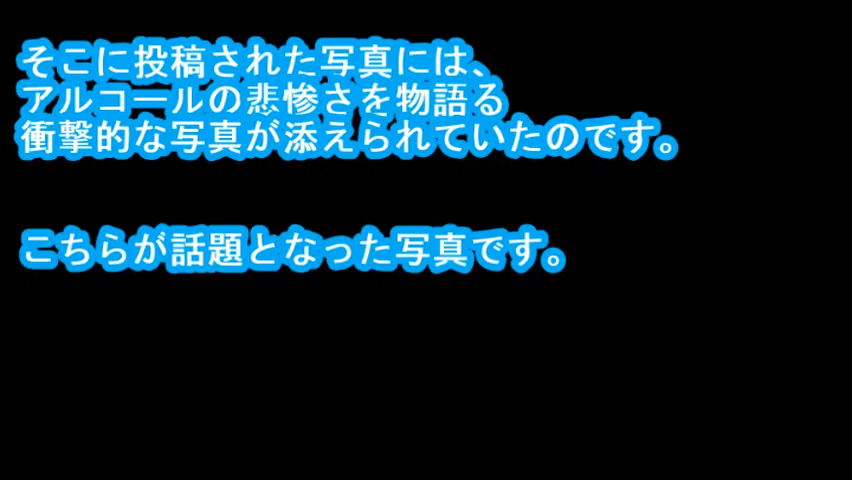 そこに投稿された写真には、
アルコールの悲惨さを物語る
衝撃的な写真が添えられていたのです。
こちらが話題となった写真です。